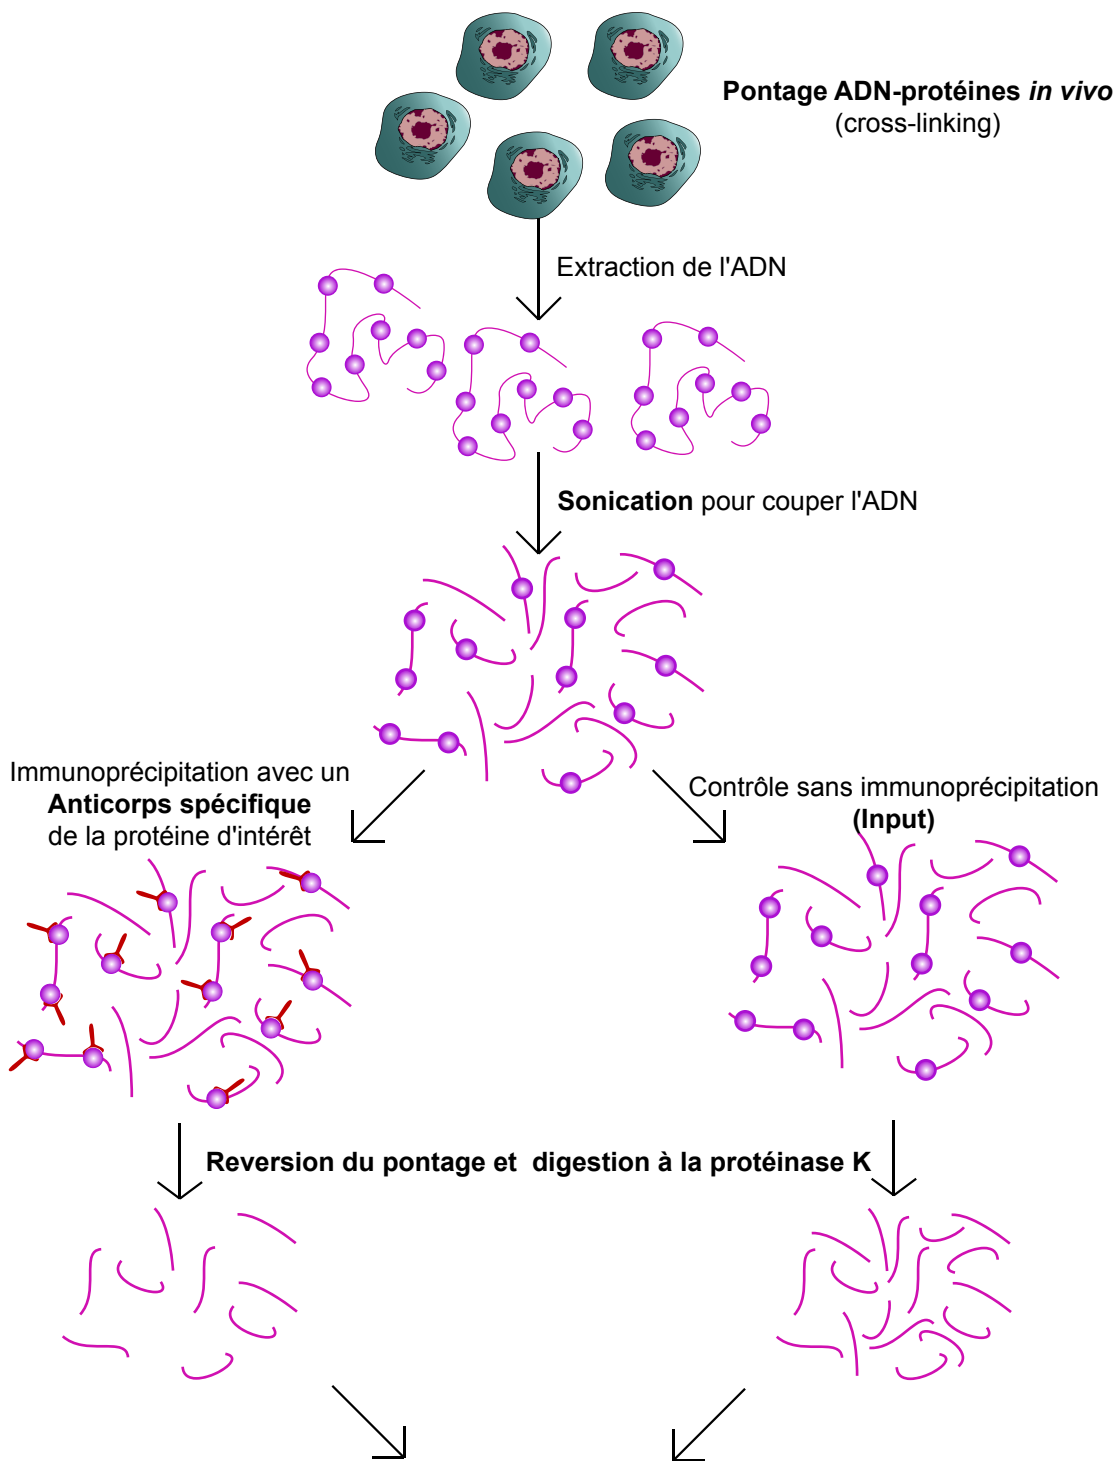 Pontage ADN-protéines in vivo
(cross-linking)
Extraction de l'ADN
Sonication pour couper l'ADN
Immunoprécipitation avec un
Anticorps spécifique
de la protéine d'intérêt
Contrôle sans immunoprécipitation
(Input)
Reversion du pontage et digestion à la protéinase K